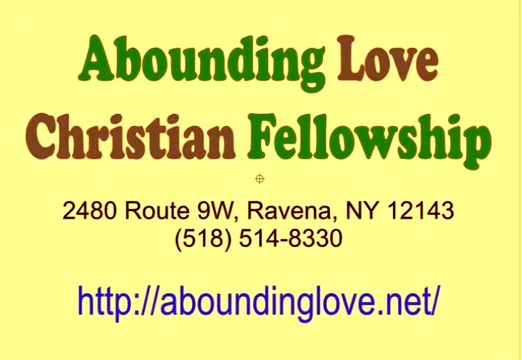 Abounding Love
Christian Fellowship
2480 Route 9W, Ravena, NY 12143
(518) 514-8330
http://aboundinglove.net/